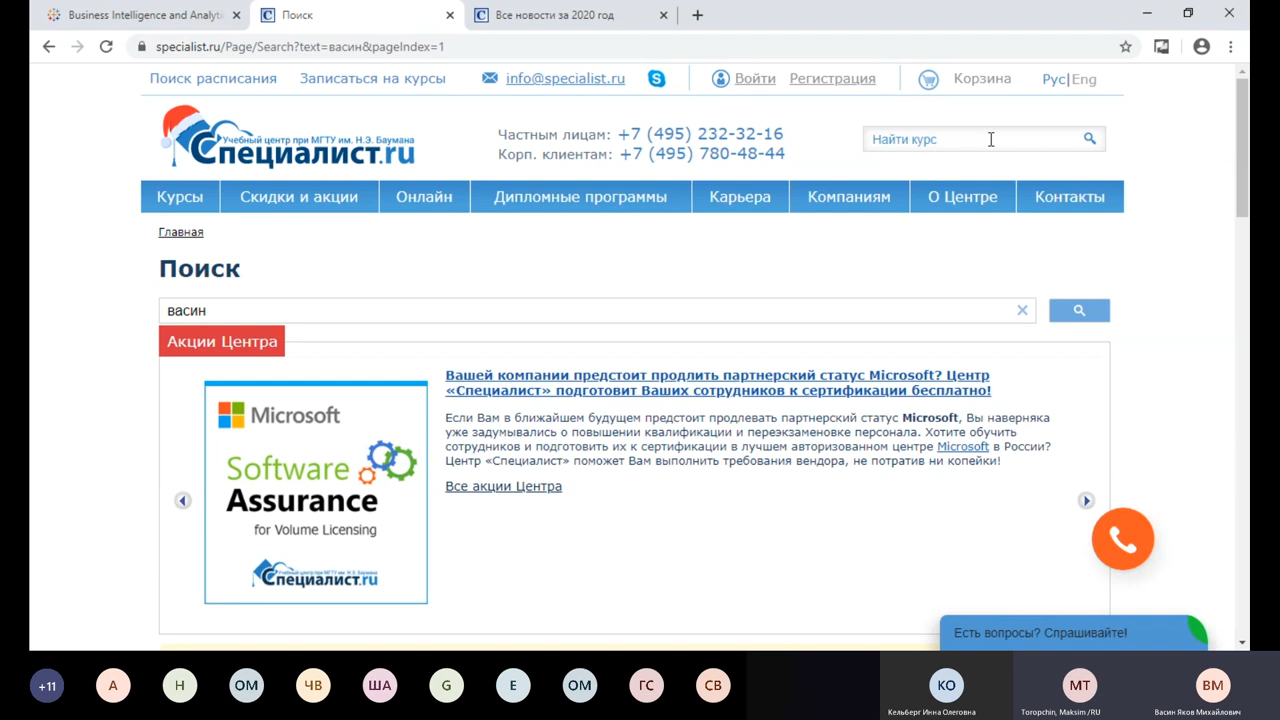 Business Intelligence and Analyti
Поиск
Все новости за 2020 год
specialist.ru/Page/Search?text=васин&pageIndex=1
Поиск расписания
Записаться на курсы
info@specialist.ru
Войти
Регистрация
Корзина
Рус|Eng
Учебный центр при МГТУ им. Н.Э. Баумана
Специалист.ru
Частным лицам: +7 (495) 232-32-16
Корп. клиентам: +7 (495) 780-48-44
Найти курс
Курсы
Скидки и акции
Онлайн
Дипломные программы
Карьера
Компаниям
О Центре
Контакты
Главная
Поиск
васин
Акции Центра
Вашей компании предстоит продлить партнерский статус Microsoft? Центр
«Специалист» подготовит Ваших сотрудников к сертификации бесплатно!
Если Вам в ближайшем будущем предстоит продлевать партнерский статус Microsoft, Вы наверняка
уже задумывались о повышении квалификации и переэкзаменовке персонала. Хотите обучить
сотрудников и подготовить их к сертификации в лучшем авторизованном центре Microsoft в России?
Центр «Специалист» поможет Вам выполнить требования вендора, не потратив ни копейки!
Все акции Центра
Microsoft
Software
Assurance
for Volume Licensing
Учебный центр при МГТУ им. Н.Э. Баумана
Специалист.ru
Есть вопросы? Спрашивайте!
+11
А
Н
ОМ
ЧВ
ША
G
Е
ОМ
ГС
СВ
КО
Кельберг Инна Олеговна
MT
Toropchin, Maksim /RU
ВМ
Васин Яков Михайлович